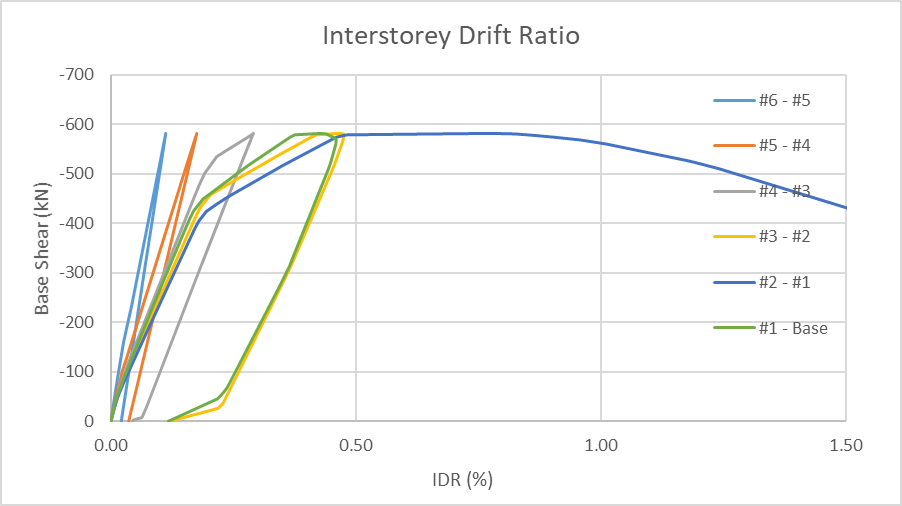 Interstorey Drift Ratio
-700
-600
-500
-400
-300
-200
-100
0
Base Shear (kN)
0.00
0.50
1.00
1.50
IDR (%)
#6 - #5
#5 - #4
#4 - #3
#3 - #2
#2 - #1
#1 - Base